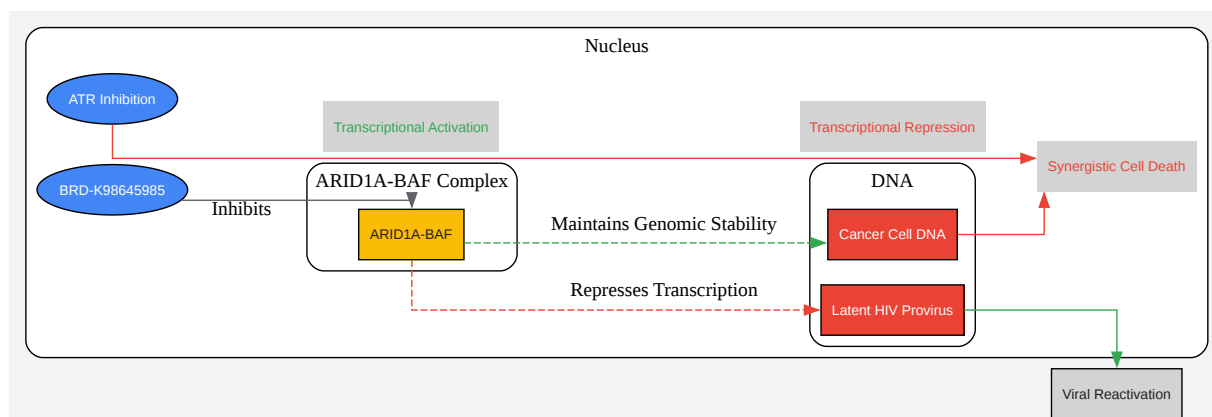 Nucleus
ATR Inhibition
Transcriptional Activation
Transcriptional Repression
Synergistic Cell Death
BRD-K98645985
Inhibits
ARID1A-BAF Complex
DNA
ARID1A-BAF
Maintains Genomic Stability
Cancer Cell DNA
Represses Transcription
Latent HIV Provirus
Viral Reactivation